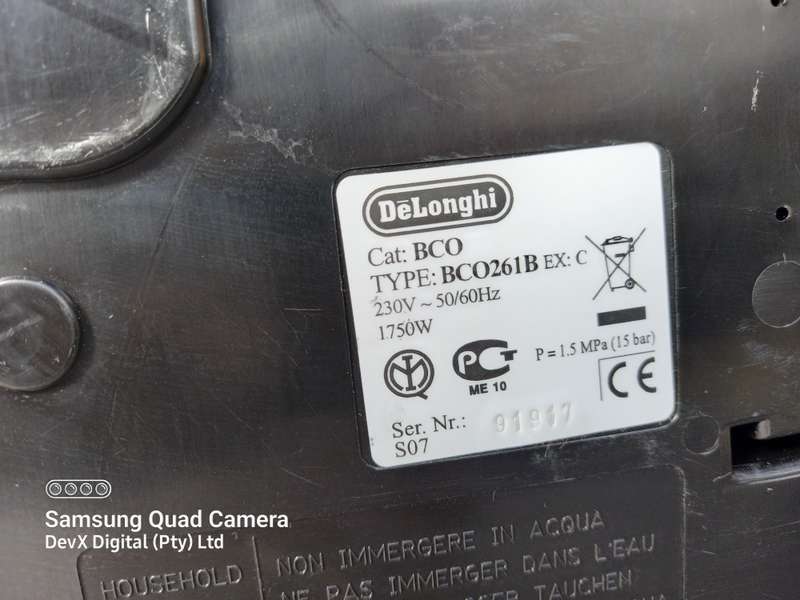 DēLonghi
Cat: BCO
TYPE: BCO261B EX: C
230V ~ 50/60Hz
1750W
P = 1.5 MPa (15 bar)
ME 10
CE
Ser. Nr.: 91917
S07
Samsung Quad Camera
DevX Digital (Pty) Ltd
HOUSEHOLD
NON IMMERGERE IN ACQUA
NE PAS IMMERGER DANS L'EAU
TAUCHEN